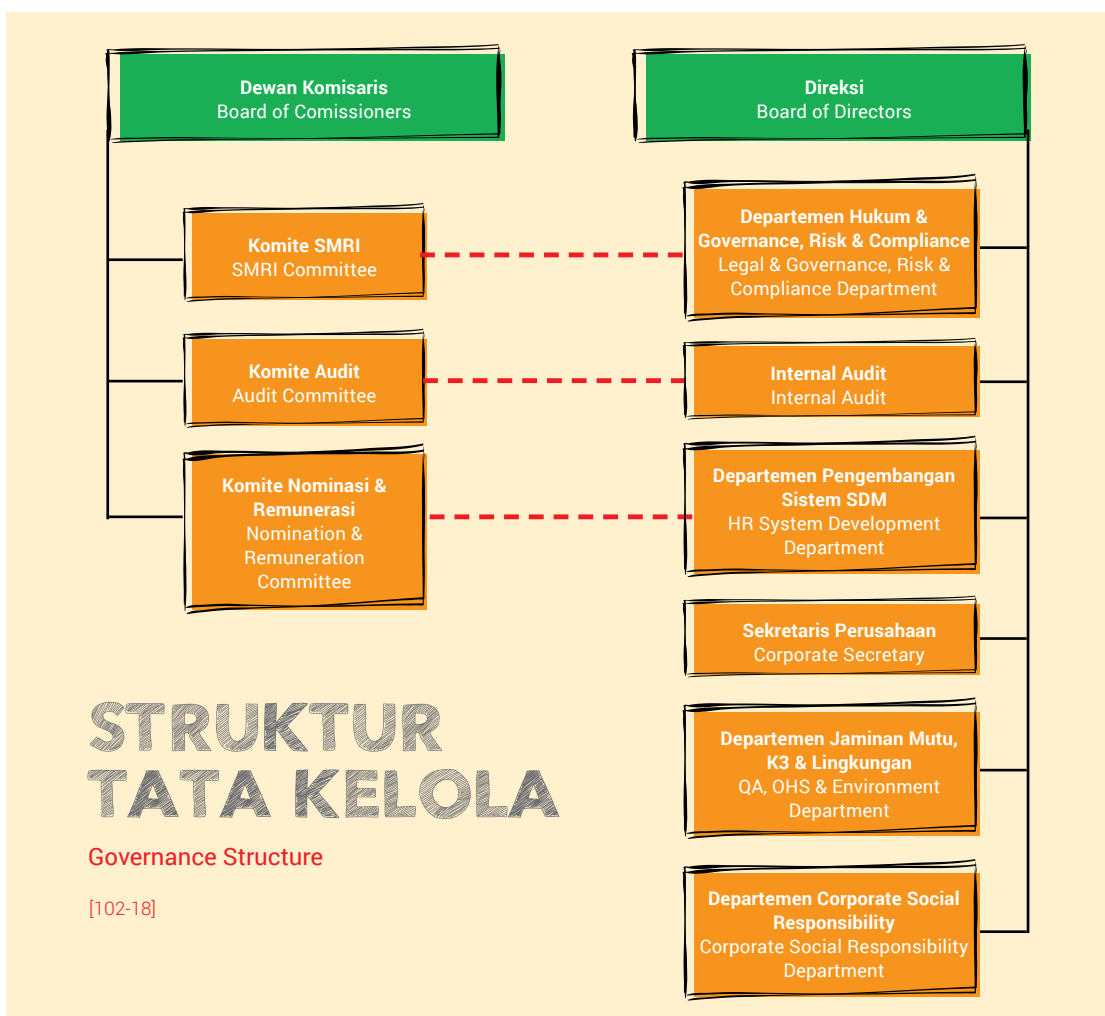 Dewan Komisaris
Board of Comissioners
Direksi
Board of Directors
Komite SMRI
SMRI Committee
Departemen Hukum &
Governance, Risk & Compliance
Legal & Governance, Risk &
Compliance Department
Komite Audit
Audit Committee
Internal Audit
Internal Audit
Komite Nominasi &
Remunerasi
Nomination &
Remuneration
Committee
Departemen Pengembangan
Sistem SDM
HR System Development
Department
Sekretaris Perusahaan
Corporate Secretary
Departemen Jaminan Mutu,
K3 & Lingkungan
QA, OHS & Environment
Department
Departemen Corporate Social
Responsibility
Corporate Social Responsibility
Department
STRUKTUR
TATA KELOLA
Governance Structure
[102-18]